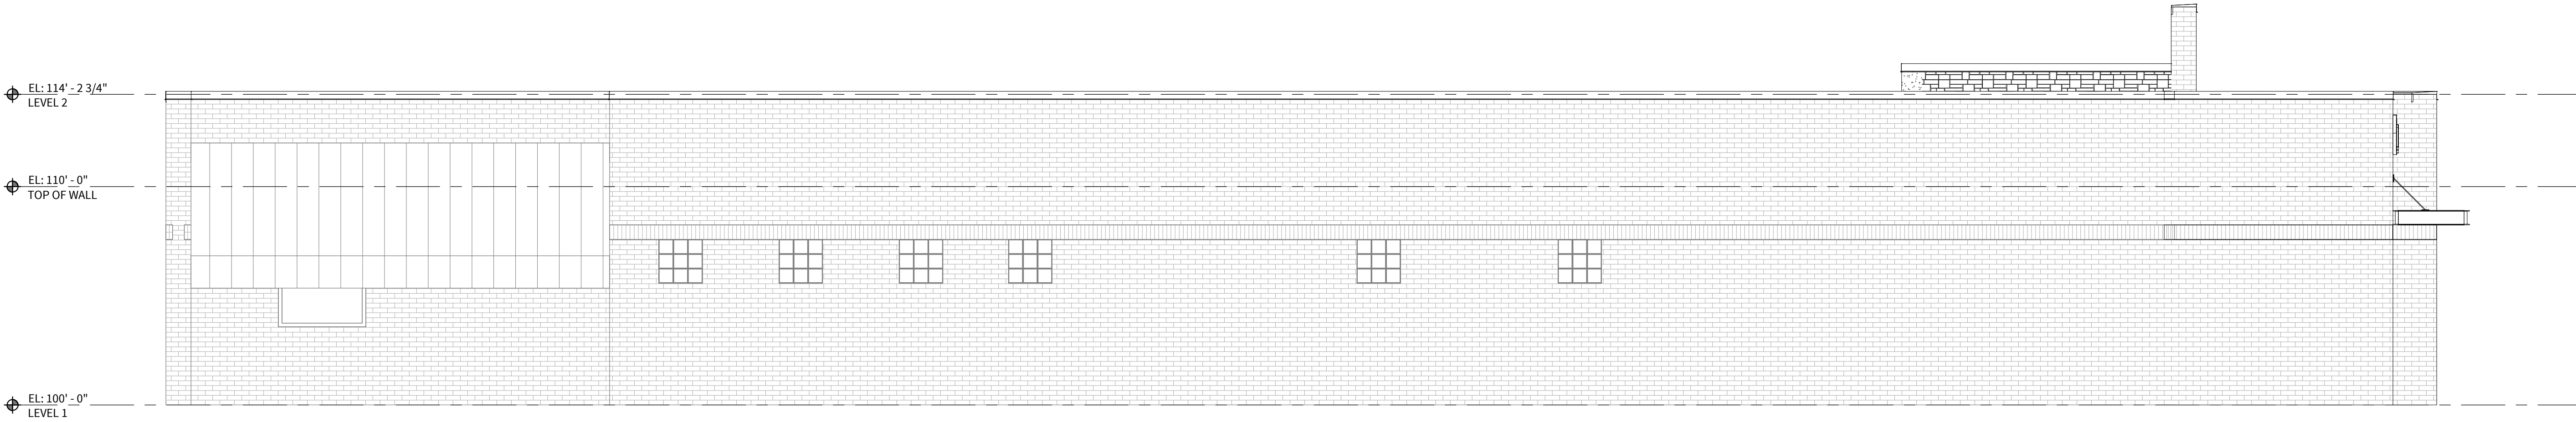 EL: 114' - 2 3/4"
LEVEL 2
EL: 110' - 0"
TOP OF WALL
EL: 100' - 0"
LEVEL 1